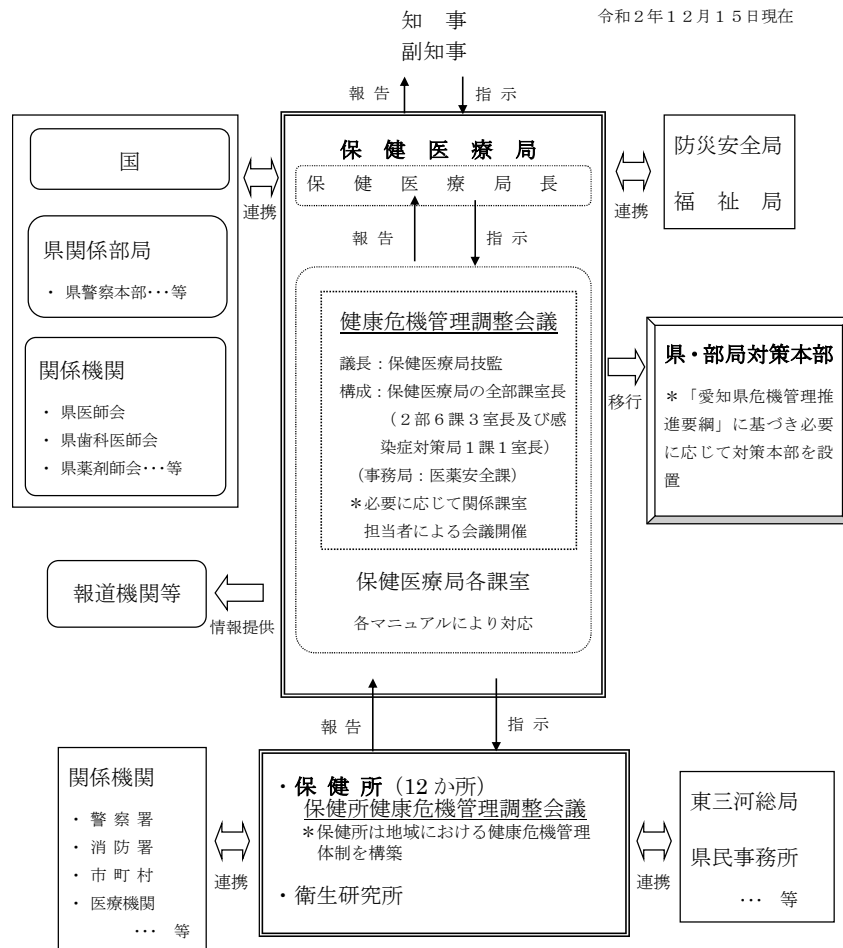 令和２年１２月１５日現在
知　事
副知事
報 告
指 示
国
県関係部局
・ 県警察本部･･･等
関係機関
・ 県医師会
・ 県歯科医師会
・ 県薬剤師会･･･等
連携
保 健 医 療 局
保 健 医 療 局 長
報 告
指 示
連携
防災安全局
福 祉 局
健康危機管理調整会議
議長：保健医療局技監
構成：保健医療局の全部課室長
（２部６課３室長及び感
染症対策局１課１室長）
（事務局：医薬安全課）
＊必要に応じて関係課室
担当者による会議開催
保健医療局各課室
各マニュアルにより対応
移行
県・部局対策本部
＊「愛知県危機管理推
進要綱」に基づき必要
に応じて対策本部を設
置
報道機関等
情報提供
報 告
指 示
関係機関
・ 警 察 署
・ 消 防 署
・ 市 町 村
・ 医療機関
･･･ 等
連携
・保 健 所（12 か所）
保健所健康危機管理調整会議
＊保健所は地域における健康危機管理
体制を構築
・衛生研究所
連携
東三河総局
県民事務所
･･･ 等